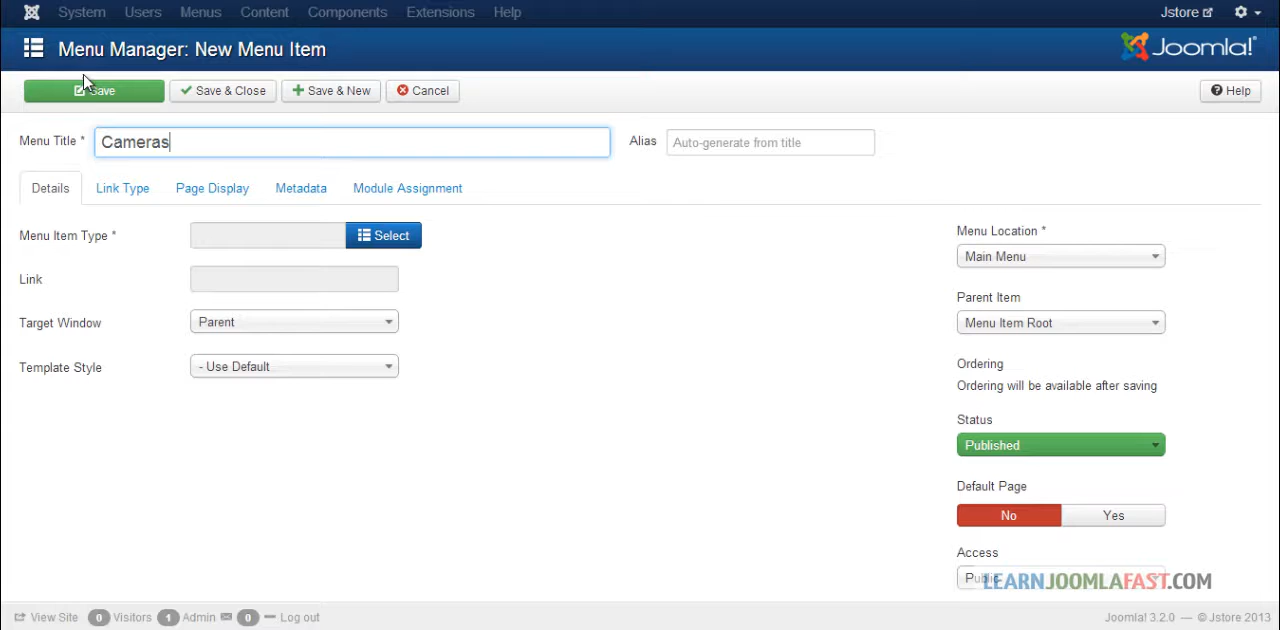 System Users Menus Content Components Extensions Help Jstore
Menu Manager: New Menu Item Joomla!
Save Save & Close Save & New Cancel Help
Menu Title * Cameras Alias Auto-generate from title
Details Link Type Page Display Metadata Module Assignment
Menu Item Type * Select
Link
Target Window Parent
Template Style - Use Default
Menu Location *
Main Menu
Parent Item
Menu Item Root
Ordering
Ordering will be available after saving
Status
Published
Default Page
No Yes
Access
Public
LEARNJOOMLAFAST.COM
View Site 0 Visitors 1 Admin 0 Log out Joomla! 3.2.0 — © Jstore 2013